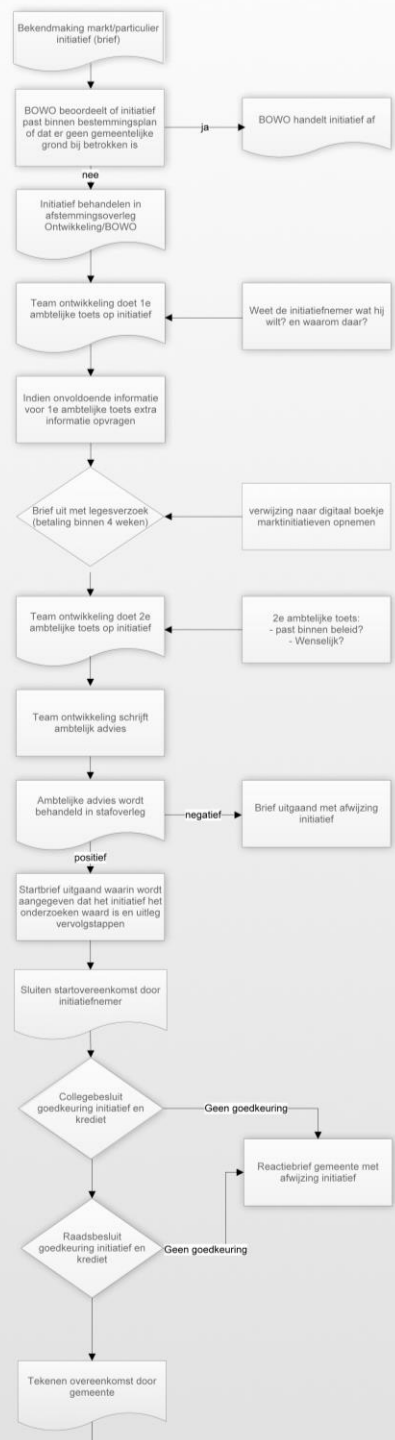 Bekendmaking markt/particulier
initiatief (brief)
BOWO beoordeelt of initiatief
past binnen bestemmingsplan
of dat er geen gemeentelijke
grond bij betrokken is
ja
BOWO handelt initiatief af
nee
Initiatief behandelen in
afstemmingsoverleg
Ontwikkeling/BOWO
Team ontwikkeling doet 1e
ambtelijke toets op initiatief
Weet de initiatiefnemer wat hij
wilt? en waarom daar?
Indien onvoldoende informatie
voor 1e ambtelijke toets extra
informatie opvragen
Brief uit met legesverzoek
(betaling binnen 4 weken)
verwijzing naar digitaal boekje
marktinitiatieven opnemen
Team ontwikkeling doet 2e
ambtelijke toets op initiatief
2e ambtelijke toets:
- past binnen beleid?
- Wenselijk?
Team ontwikkeling schrijft
ambtelijk advies
Ambtelijke advies wordt
behandeld in stafoverleg
negatief
Brief uitgaand met afwijzing
initiatief
positief
Startbrief uitgaand waarin wordt
aangegeven dat het initiatief het
onderzoeken waard is en uitleg
vervolgstappen
Sluiten startovereenkomst door
initiatiefnemer
Collegebesluit
goedkeuring initiatief en
krediet
Geen goedkeuring
Reactiebrief gemeente met
afwijzing initiatief
Raadsbesluit
goedkeuring initiatief en
krediet
Geen goedkeuring
Tekenen overeenkomst door
gemeente